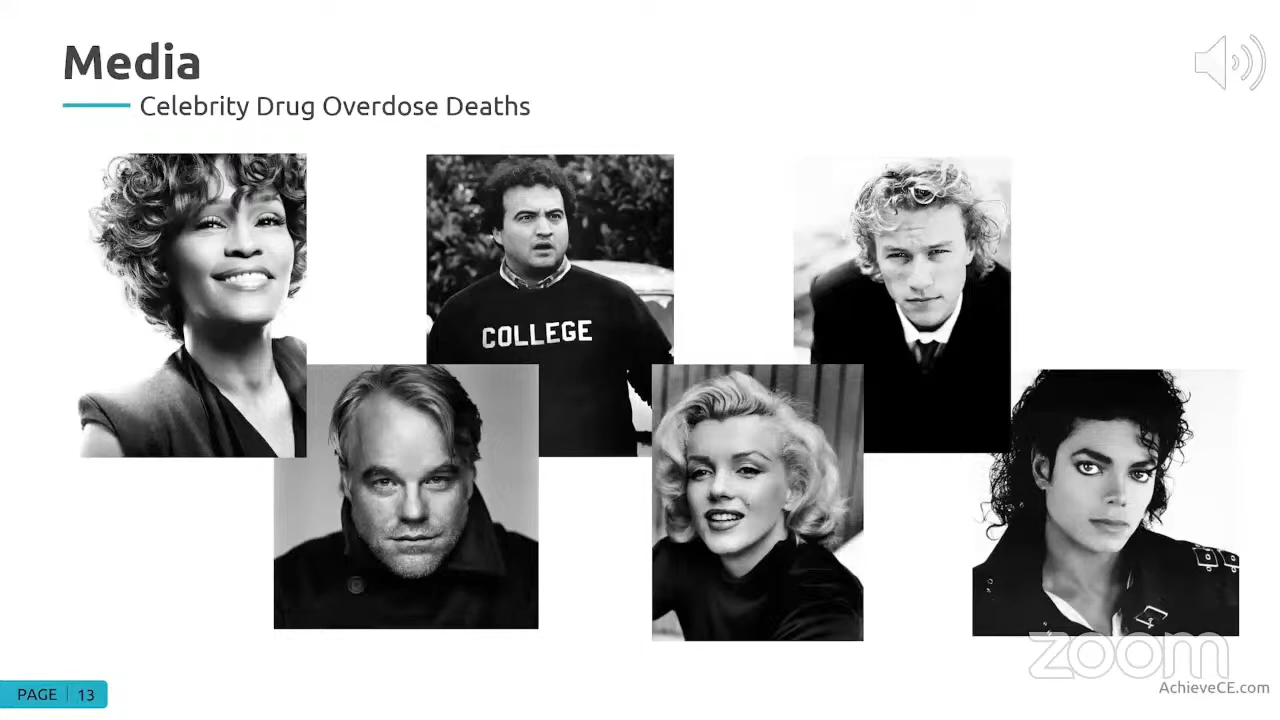 Media
Celebrity Drug Overdose Deaths
COLLEGE
zoom
AchieveCE.com
PAGE | 13